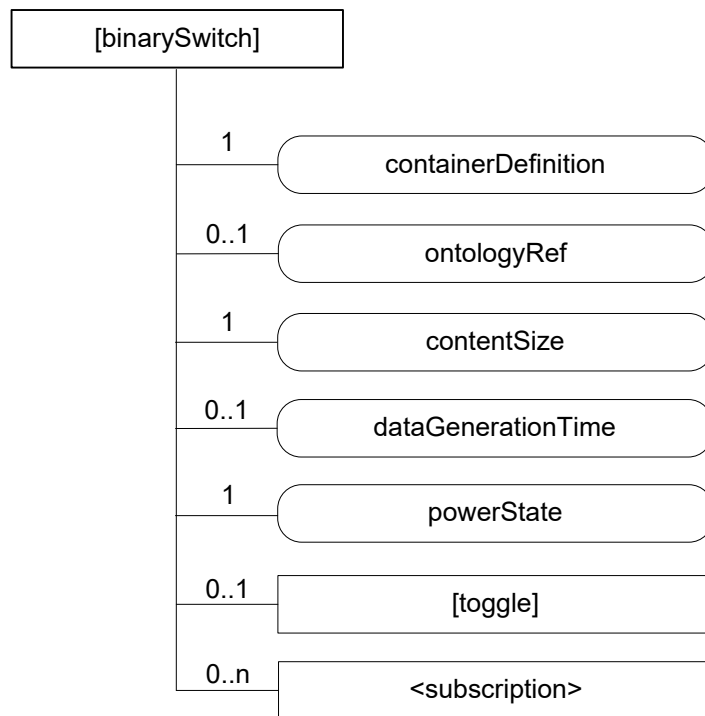 [binarySwitch]
1
containerDefinition
0..1
ontologyRef
1
contentSize
0..1
dataGenerationTime
1
powerState
0..1
[toggle]
0..n
<subscription>